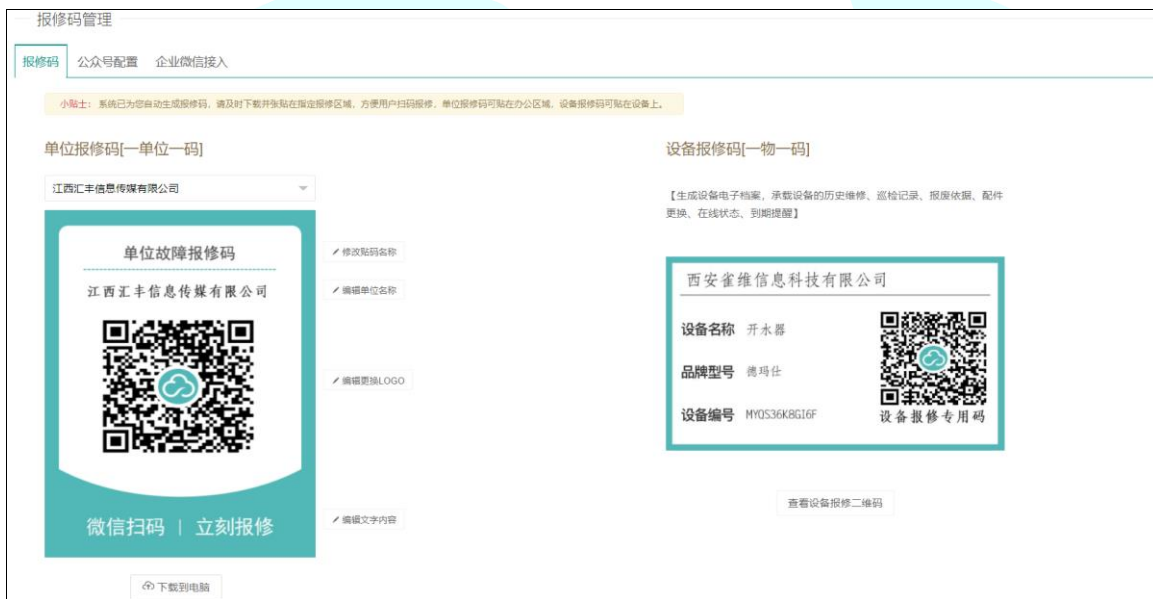 报修码管理
报修码 公众号配置 企业微信接入
小贴士： 系统已为您自动生成报修码，请及时下载并张贴在指定报修区域，方便用户扫码报修，单位报修码可贴在办公区域，设备报修码可贴在设备上。
单位报修码[一单位一码]
江西汇丰信息传媒有限公司
单位故障报修码
江西汇丰信息传媒有限公司
修改贴码名称
编辑单位名称
编辑更换LOGO
微信扫码 | 立刻报修
编辑文字内容
下载到电脑
设备报修码[一物一码]
【生成设备电子档案，承载设备的历史维修、巡检记录、报废依据、配件
更换、在线状态、到期提醒】
西安雀维信息科技有限公司
设备名称 开水器
品牌型号 德玛仕
设备编号 MYQS36K8GI6F
设备报修专用码
查看设备报修二维码